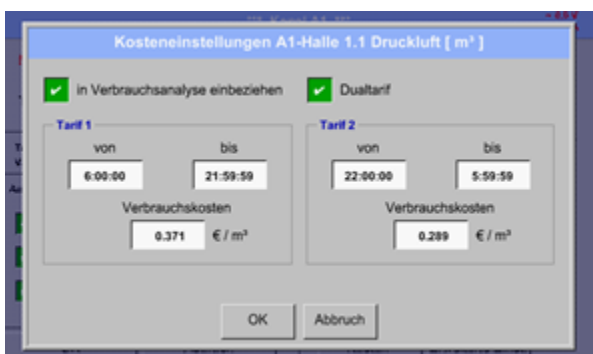 Kosteneinstellungen A1-Halle 1.1 Druckluft [ m³ ]
in Verbrauchsanalyse einbeziehen
Dualtarif
Tarif 1
von bis
6:00:00 21:59:59
Verbrauchskosten
0.371 € / m³
Tarif 2
von bis
22:00:00 5:59:59
Verbrauchskosten
0.289 € / m³
OK Abbruch